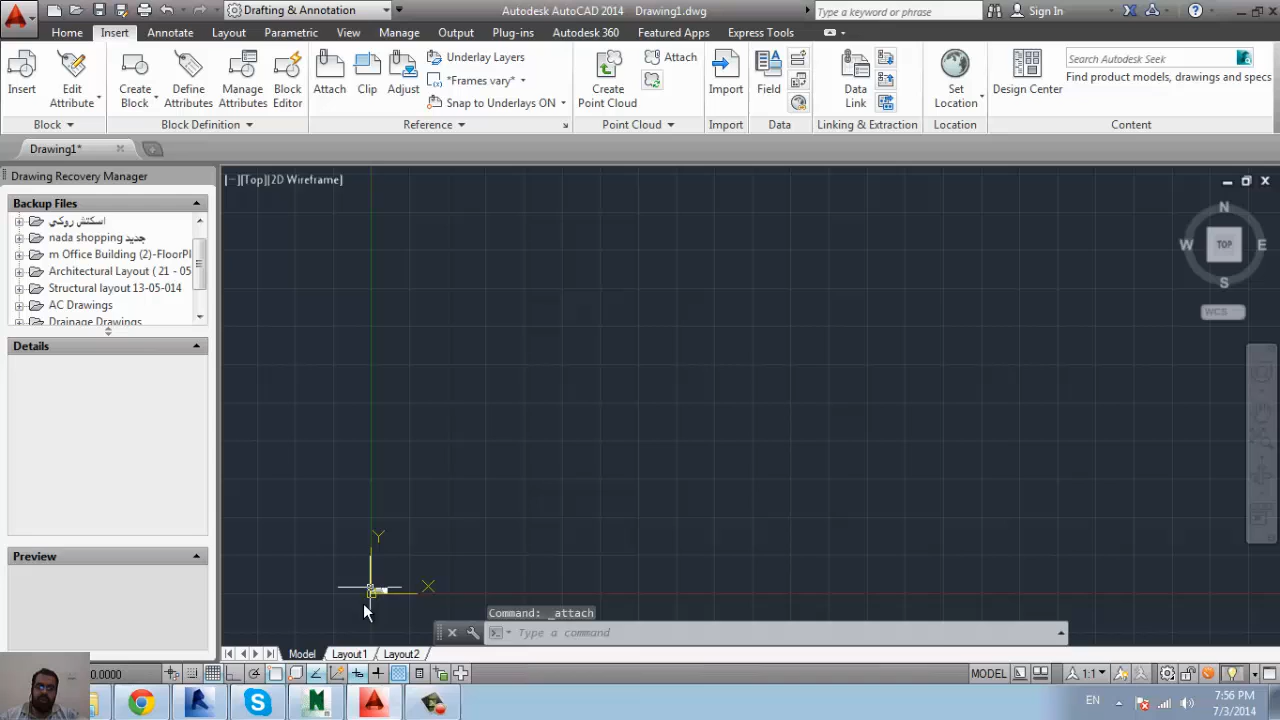 Drafting & Annotation
Autodesk AutoCAD 2014 Drawing1.dwg
Type a keyword or phrase
Sign In
Home Insert Annotate Layout Parametric View Manage Output Plug-ins Autodesk 360 Featured Apps Express Tools
Insert
Edit Attribute
Create Block
Define Attributes
Manage Attributes
Block Editor
Attach
Clip
Adjust
Underlay Layers
*Frames vary*
Snap to Underlays ON
Create Point Cloud
Attach
Import
Field
Data Link
Set Location
Design Center
Search Autodesk Seek
Find product models, drawings and specs
Block Block Definition Reference Point Cloud Import Data Linking & Extraction Location Content
Drawing1*
Drawing Recovery Manager
Backup Files
اسكتش روكي
nada shopping جديد
m Office Building (2)-FloorPl
Architectural Layout ( 21 - 05
Structural layout 13-05-014
AC Drawings
Drainage Drawings
Details
Preview
[−][Top][2D Wireframe]
N
W TOP E
S
WCS
Y
X
Command: _attach
Type a command
Model Layout1 Layout2
0.0000
MODEL
1:1
EN
7:56 PM
7/3/2014